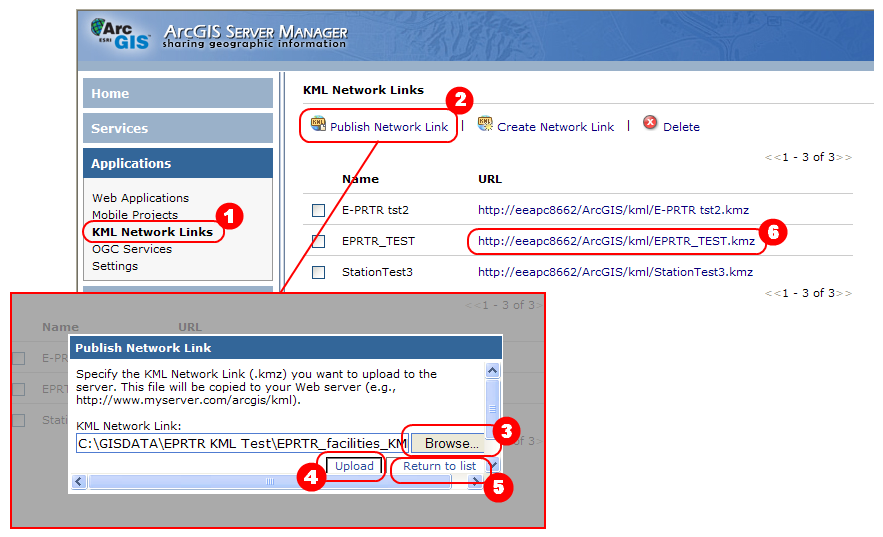 Arc
ESRI GIS
ArcGIS Server Manager
sharing geographic information
Home
Services
Applications
Web Applications
Mobile Projects
KML Network Links
OGC Services
Settings
1
KML Network Links
2
Publish Network Link | Create Network Link | Delete
<<1 - 3 of 3>>
Name URL
E-PRTR tst2 http://eeapc8662/ArcGIS/kml/E-PRTR tst2.kmz
EPRTR_TEST http://eeapc8662/ArcGIS/kml/EPRTR_TEST.kmz
6
StationTest3 http://eeapc8662/ArcGIS/kml/StationTest3.kmz
<<1 - 3 of 3>>
<<1 - 3 of 3>
Name URL
E-PR
EPRT
Stati
of 3>
Publish Network Link
Specify the KML Network Link (.kmz) you want to upload to the
server. This file will be copied to your Web server (e.g.,
http://www.myserver.com/arcgis/kml).
KML Network Link:
C:\GISDATA\EPRTR KML Test\EPRTR_facilities_KM
Browse...
3
Upload
4
Return to list
5